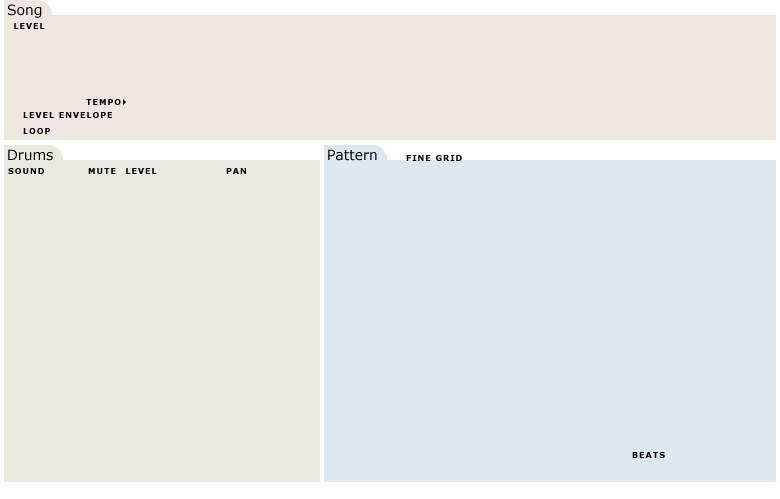 Song
LEVEL
TEMPO
LEVEL ENVELOPE
LOOP
Drums
SOUND MUTE LEVEL PAN
Pattern FINE GRID
BEATS